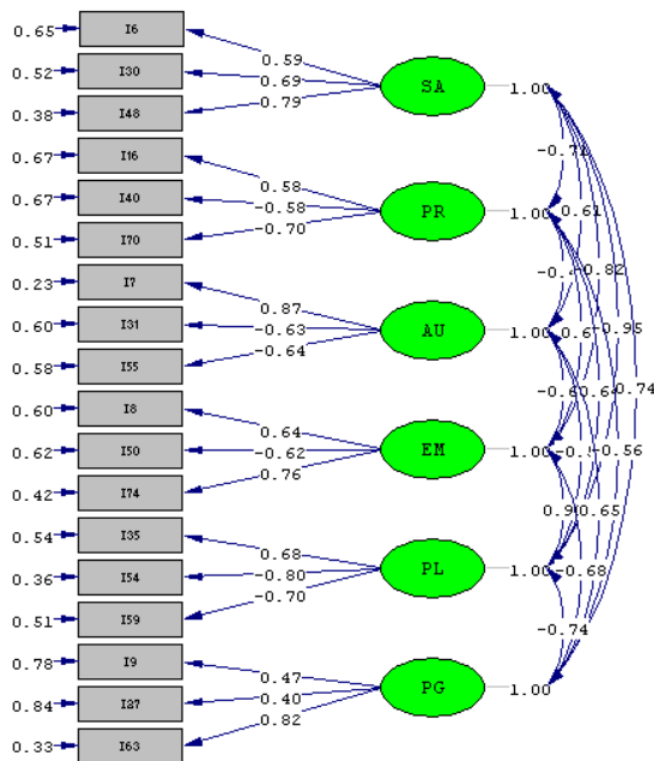 0.65 I6
0.59
0.52 I30
0.69
SA 1.00
0.38 I48
0.79
0.67 I16
-0.71
0.58
0.67 I40
-0.58
PR 1.00 0.61
0.51 I70
-0.70
0.23 I7
-0.82
0.87
0.60 I31
-0.63
AU 1.00
-0.95
0.58 I55
-0.64
0.74
0.60 I8
0.64
0.62 I50
-0.62
EM 1.00
-0.56
0.42 I74
0.76
0.54 I35
0.65
0.68
0.36 I54
-0.80
PL 1.00
-0.68
0.51 I59
-0.70
-0.74
0.78 I9
0.47
0.84 I27
0.40
PG 1.00
0.33 I63
0.82